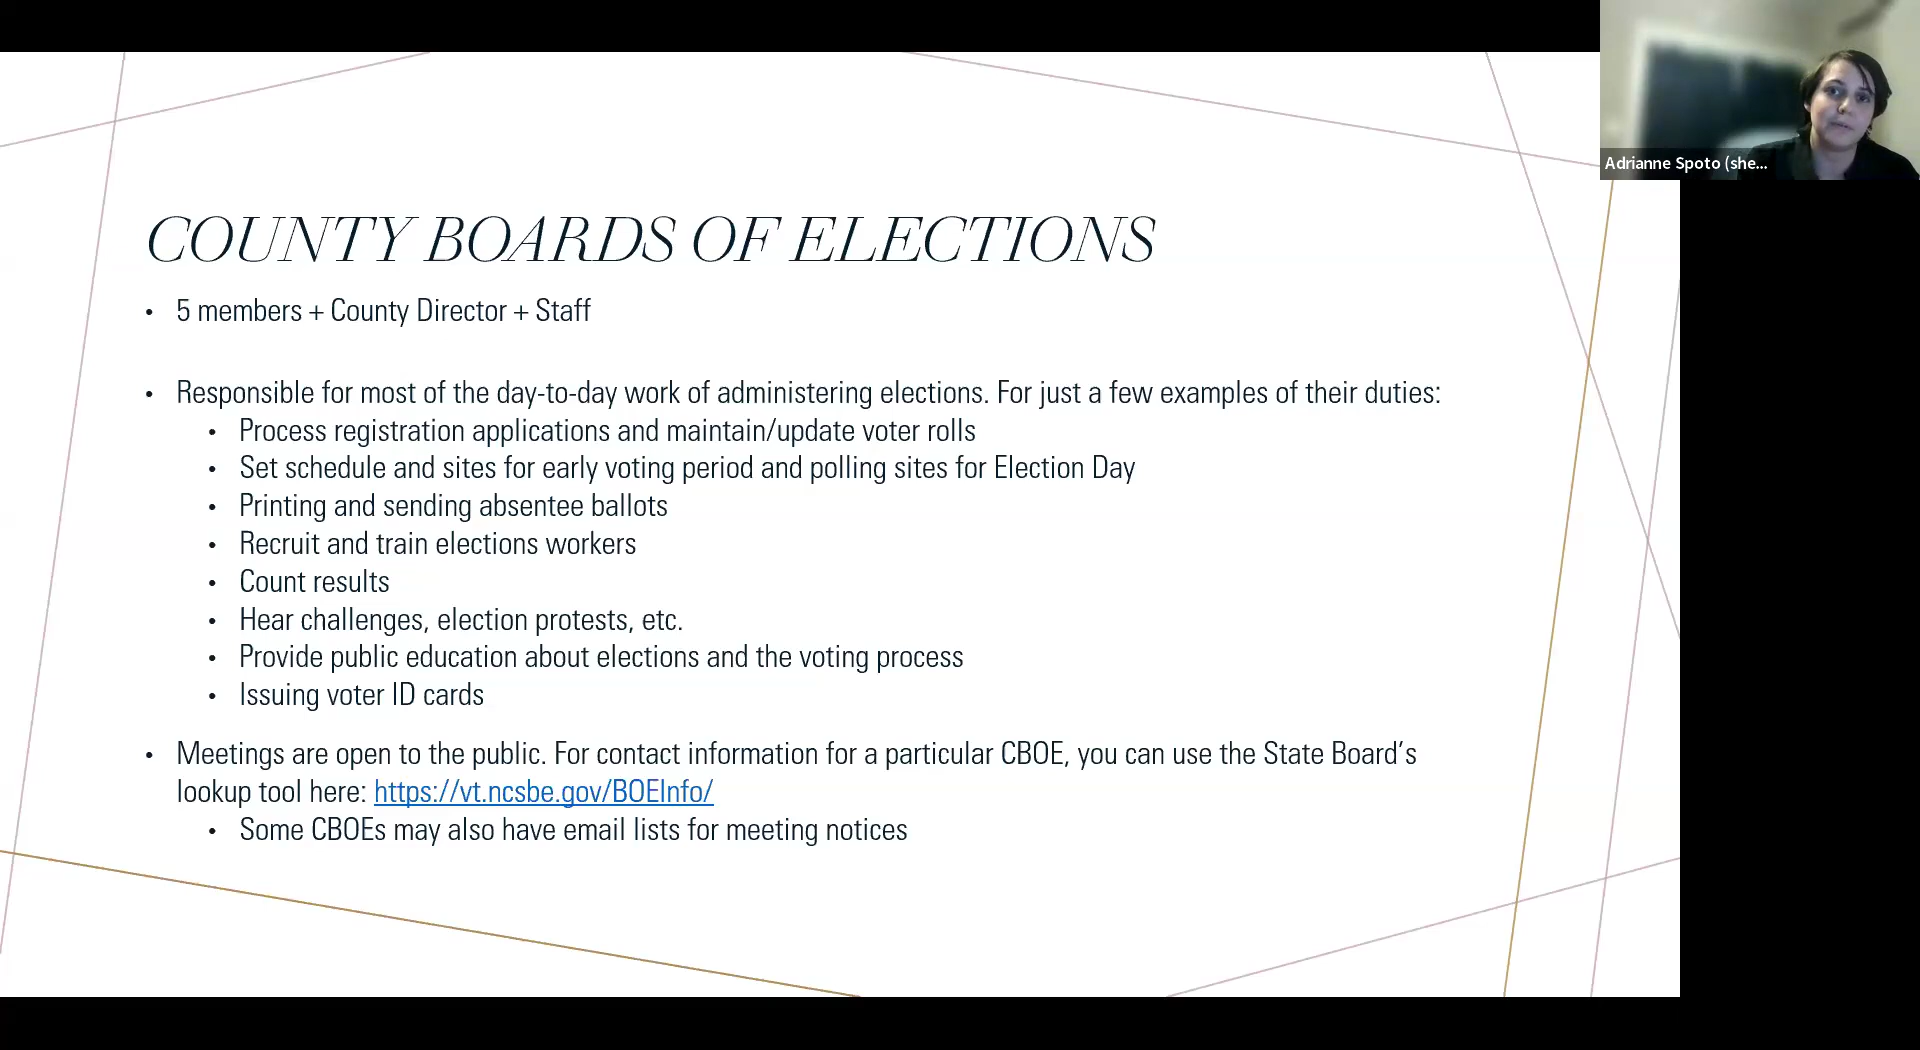 Adrianne Spoto (she...
COUNTY BOARDS OF ELECTIONS
• 5 members + County Director + Staff
• Responsible for most of the day-to-day work of administering elections. For just a few examples of their duties:
• Process registration applications and maintain/update voter rolls
• Set schedule and sites for early voting period and polling sites for Election Day
• Printing and sending absentee ballots
• Recruit and train elections workers
• Count results
• Hear challenges, election protests, etc.
• Provide public education about elections and the voting process
• Issuing voter ID cards
• Meetings are open to the public. For contact information for a particular CBOE, you can use the State Board’s
lookup tool here: https://vt.ncsbe.gov/BOEInfo/
• Some CBOEs may also have email lists for meeting notices